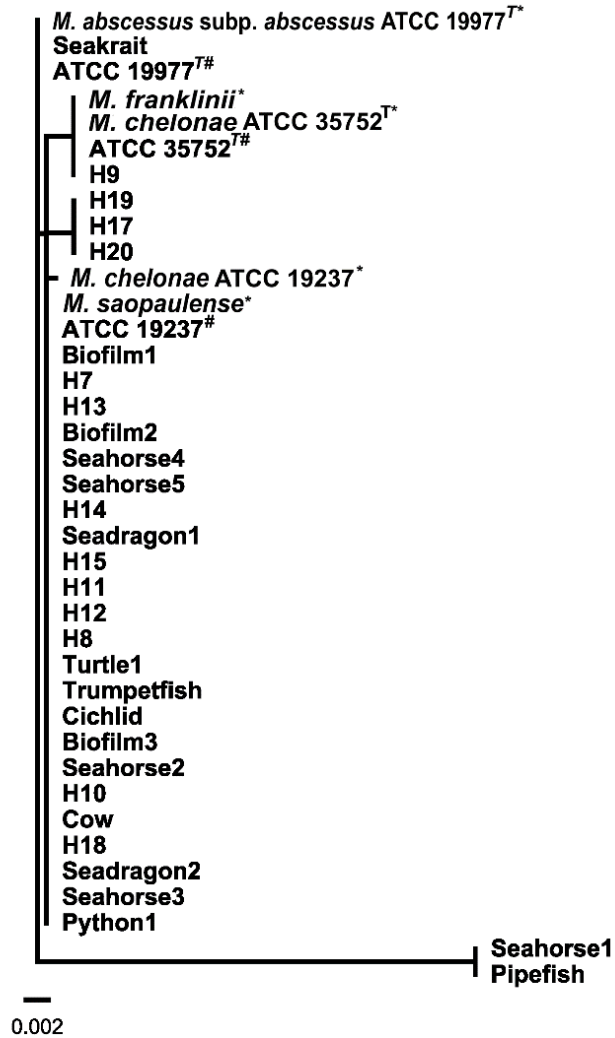 M. abscessus subp. abscessus ATCC 19977T*
Seakrait
ATCC 19977T#
M. franklinii*
M. chelonae ATCC 35752T*
ATCC 35752T#
H9
H19
H17
H20
M. chelonae ATCC 19237*
M. saopaulense*
ATCC 19237#
Biofilm1
H7
H13
Biofilm2
Seahorse4
Seahorse5
H14
Seadragon1
H15
H11
H12
H8
Turtle1
Trumpetfish
Cichlid
Biofilm3
Seahorse2
H10
Cow
H18
Seadragon2
Seahorse3
Python1
Seahorse1
Pipefish
0.002